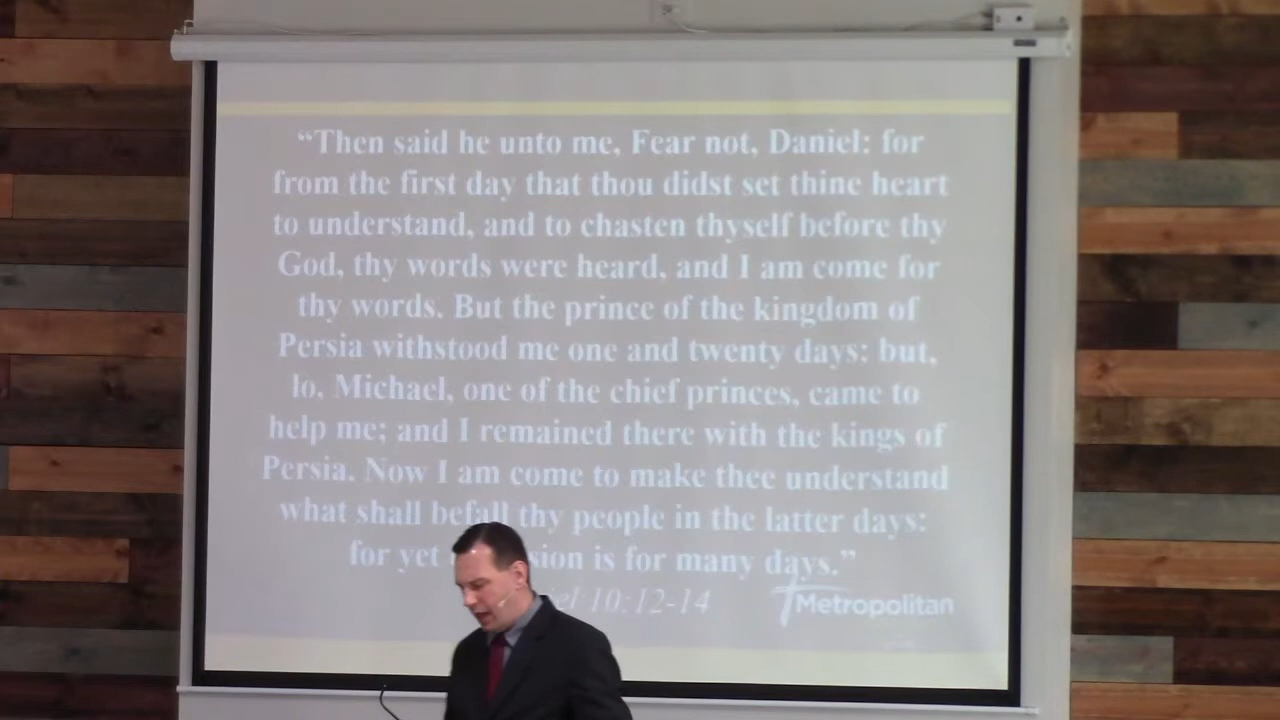 “Then said he unto me, Fear not, Daniel: for
from the first day that thou didst set thine heart
to understand, and to chasten thyself before thy
God, thy words were heard, and I am come for
thy words. But the prince of the kingdom of
Persia withstood me one and twenty days: but,
lo, Michael, one of the chief princes, came to
help me; and I remained there with the kings of
Persia. Now I am come to make thee understand
what shall befall thy people in the latter days:
for yet is for many days.”
10:12-14
Metropolitan